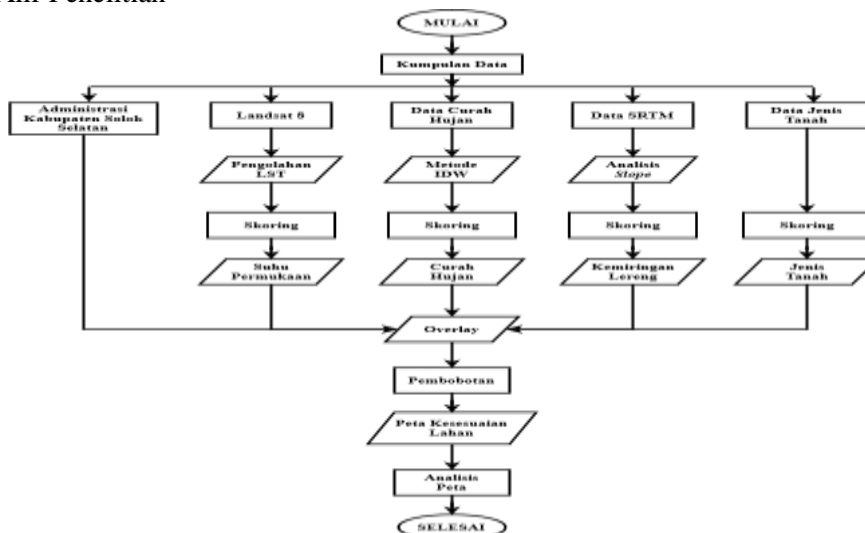 Penelitian
MULAI
Kumpulan Data
Administrasi
Kabupaten Solok
Selatan
Landsat 8
Data Curah
Hujan
Data SRTM
Data Jenis
Tanah
Pengolahan
LST
Metode
IDW
Analisis
Slope
Skoring
Skoring
Skoring
Skoring
Suhu
Permukaan
Curah
Hujan
Kemiringan
Lereng
Jenis
Tanah
Overlay
Pembobotan
Peta Kesesuaian
Lahan
Analisis
Peta
SELESAI